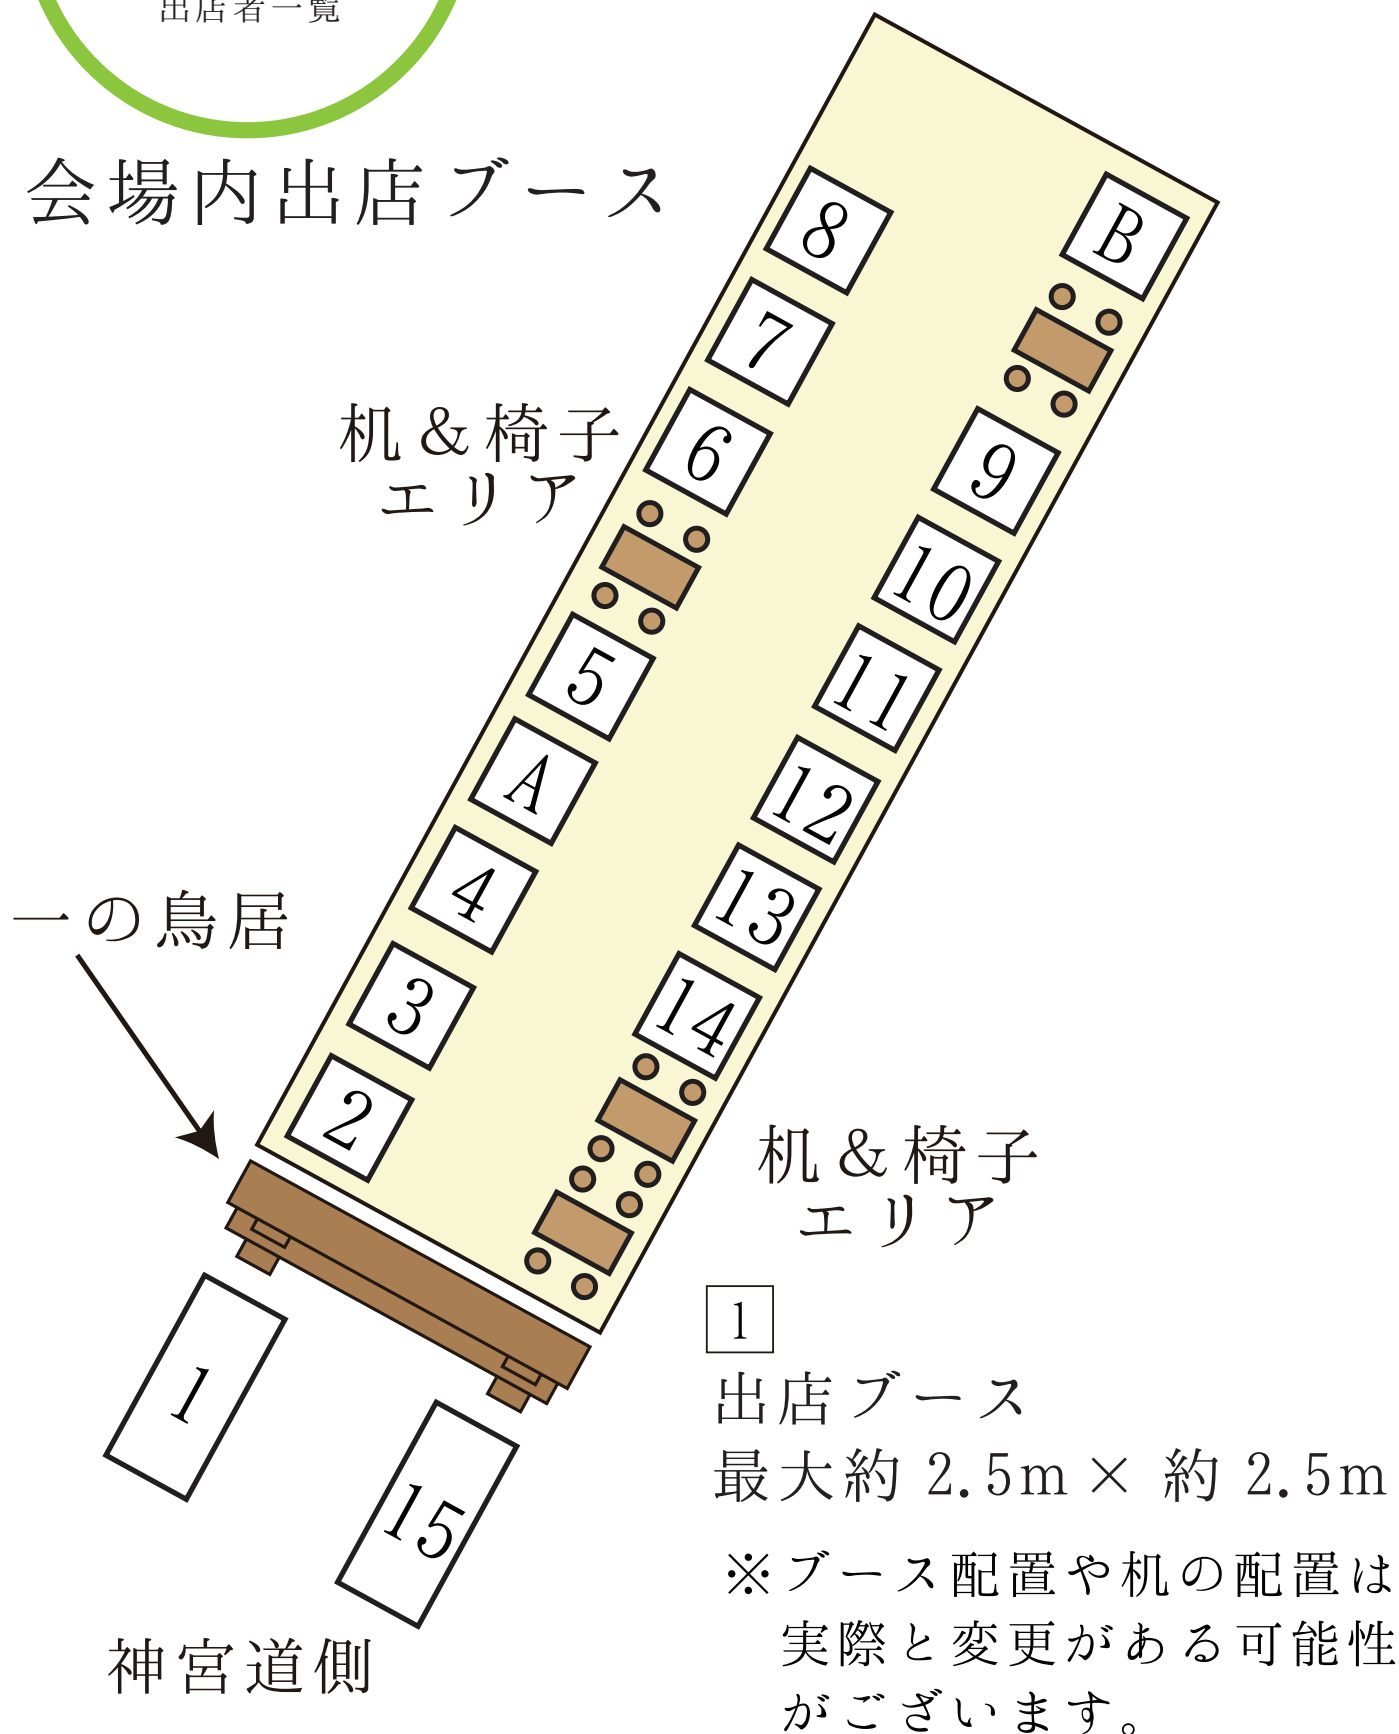 出店者一覧
会場内出店ブース
8
B
7
机&椅子
エリア
6
9
10
5
11
A
12
4
13
一の鳥居
3
14
2
机&椅子
エリア
1
1
出店ブース
最大約 2.5m × 約 2.5m
15
※ブース配置や机の配置は
実際と変更がある可能性
がございます。
神宮道側